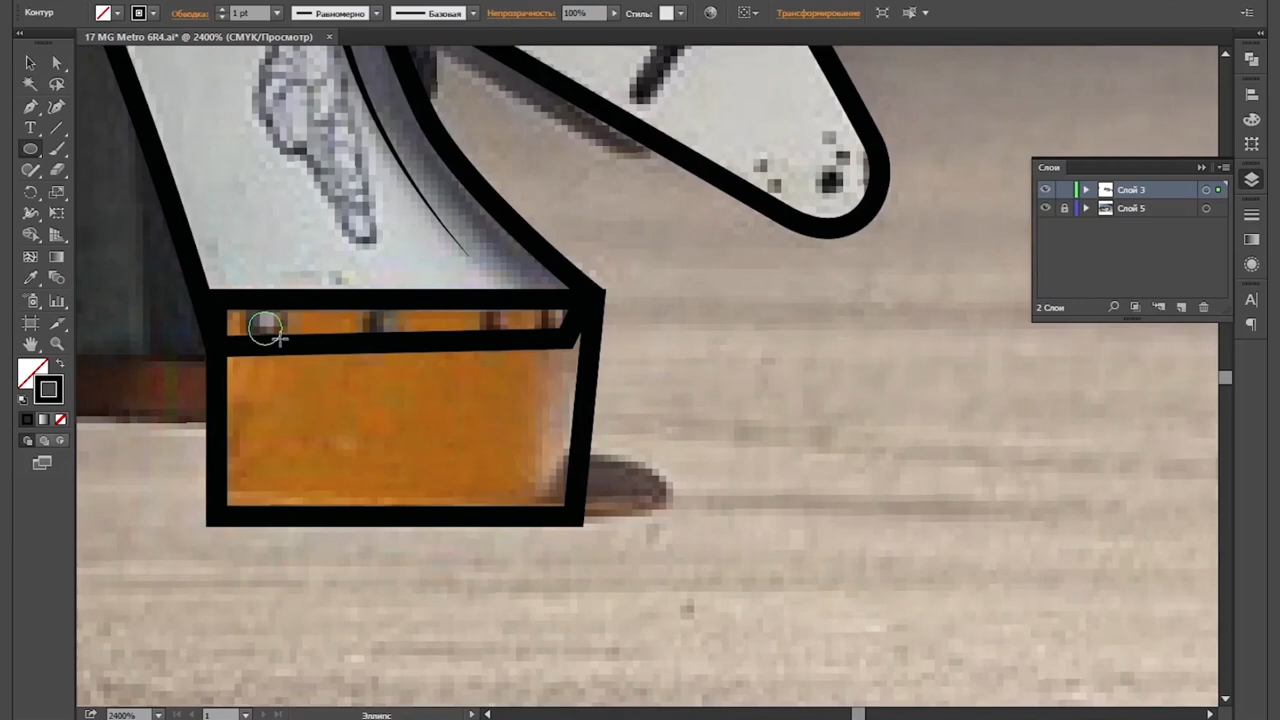 Контур
Обводка:
1 pt
Равномерно
Базовая
Непрозрачность:
100%
Стиль:
Трансформирование
17 MG Metro 6R4.ai* @ 2400% (CMYK/Просмотр)
×
Слои
Слой 3
Слой 5
2 Слои
2400%
1
Эллипс